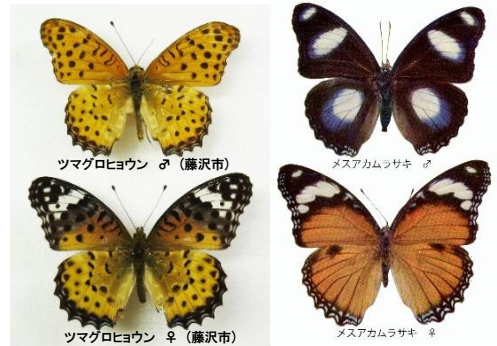 ツマグロヒョウン ♂ (藤沢市)
メスアカムラサキ ♂
ツマグロヒョウン ♀ (藤沢市)
メスアカムラサキ ♀